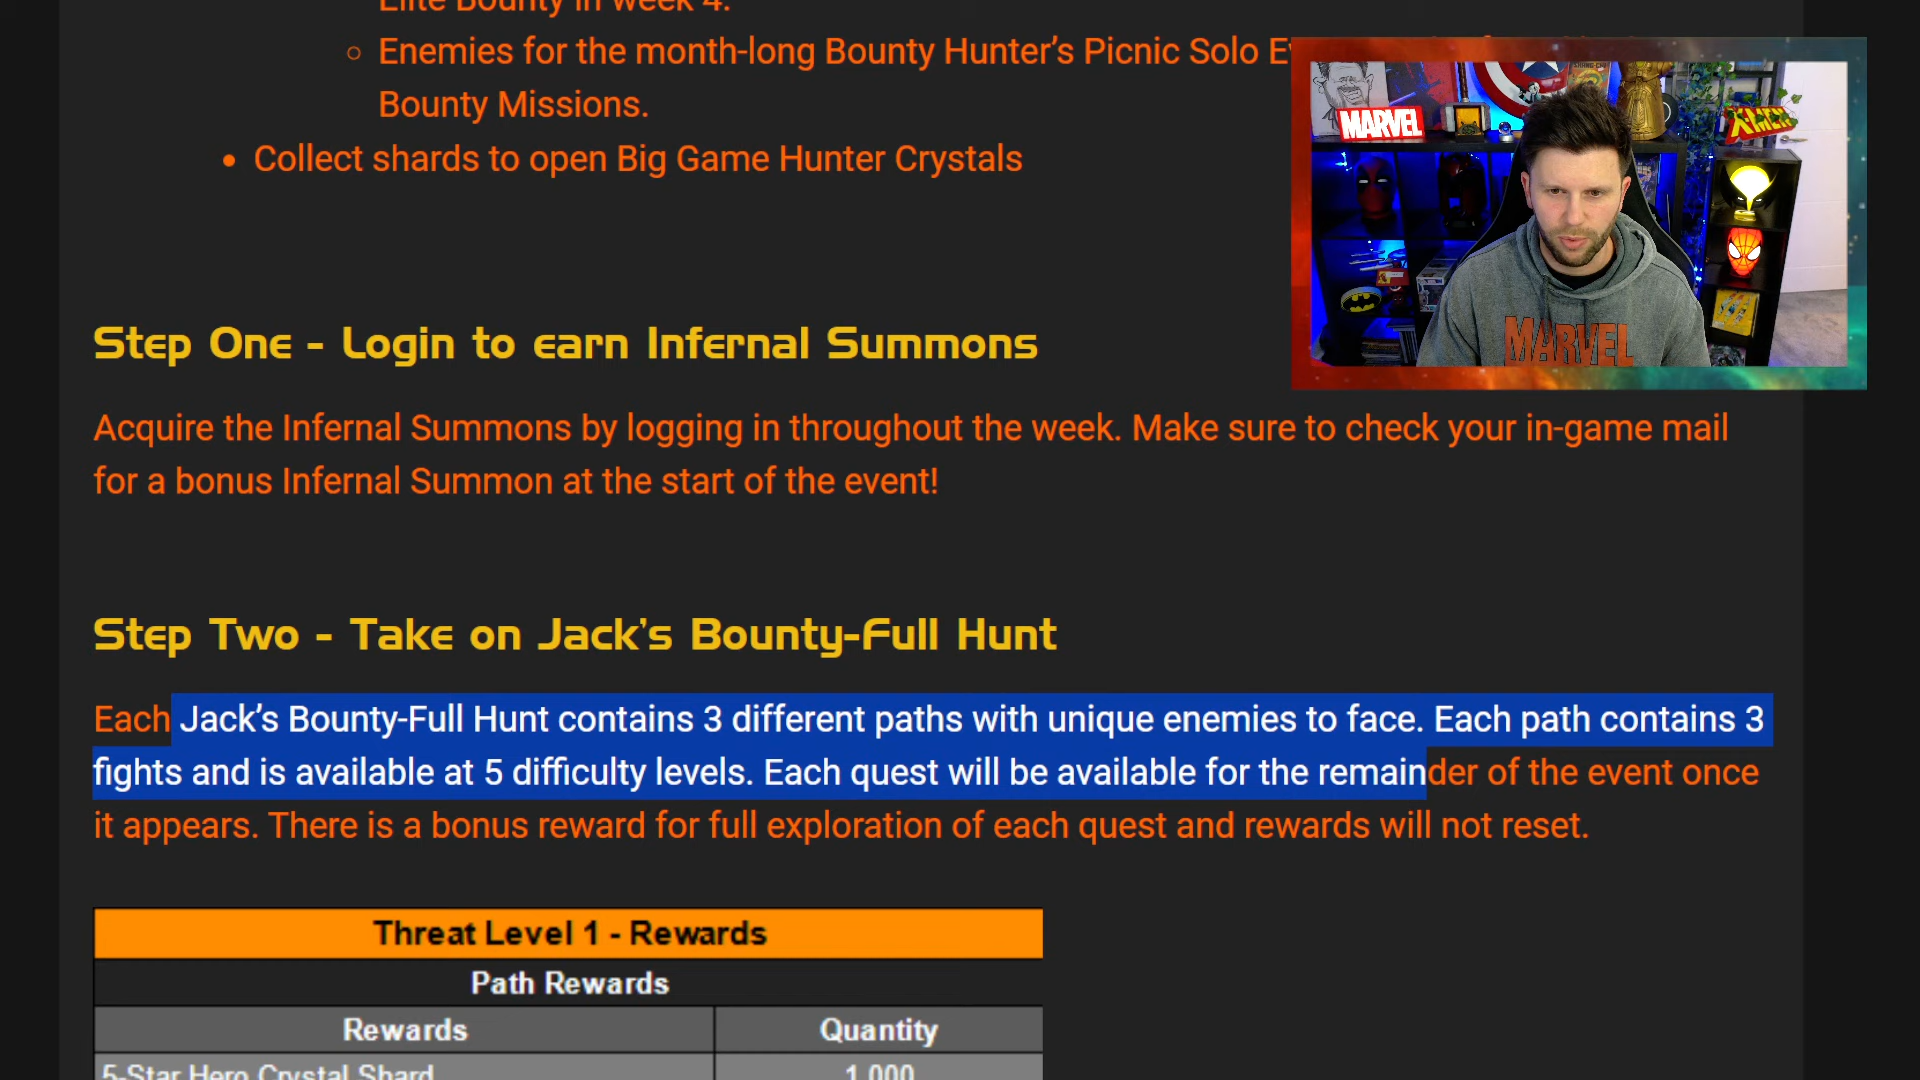 Elite Bounty in week 4.
Enemies for the month-long Bounty Hunter's Picnic Solo
Bounty Missions.
Collect shards to open Big Game Hunter Crystals
MARVEL
X-MEN
MARVEL
Step One - Login to earn Infernal Summons
Acquire the Infernal Summons by logging in throughout the week. Make sure to check your in-game mail
for a bonus Infernal Summon at the start of the event!
Step Two - Take on Jack's Bounty-Full Hunt
Each Jack's Bounty-Full Hunt contains 3 different paths with unique enemies to face. Each path contains 3
fights and is available at 5 difficulty levels. Each quest will be available for the remainder of the event once
it appears. There is a bonus reward for full exploration of each quest and rewards will not reset.
Threat Level 1 - Rewards
Path Rewards
Rewards Quantity
5-Star Hero Crystal Shard 1,000